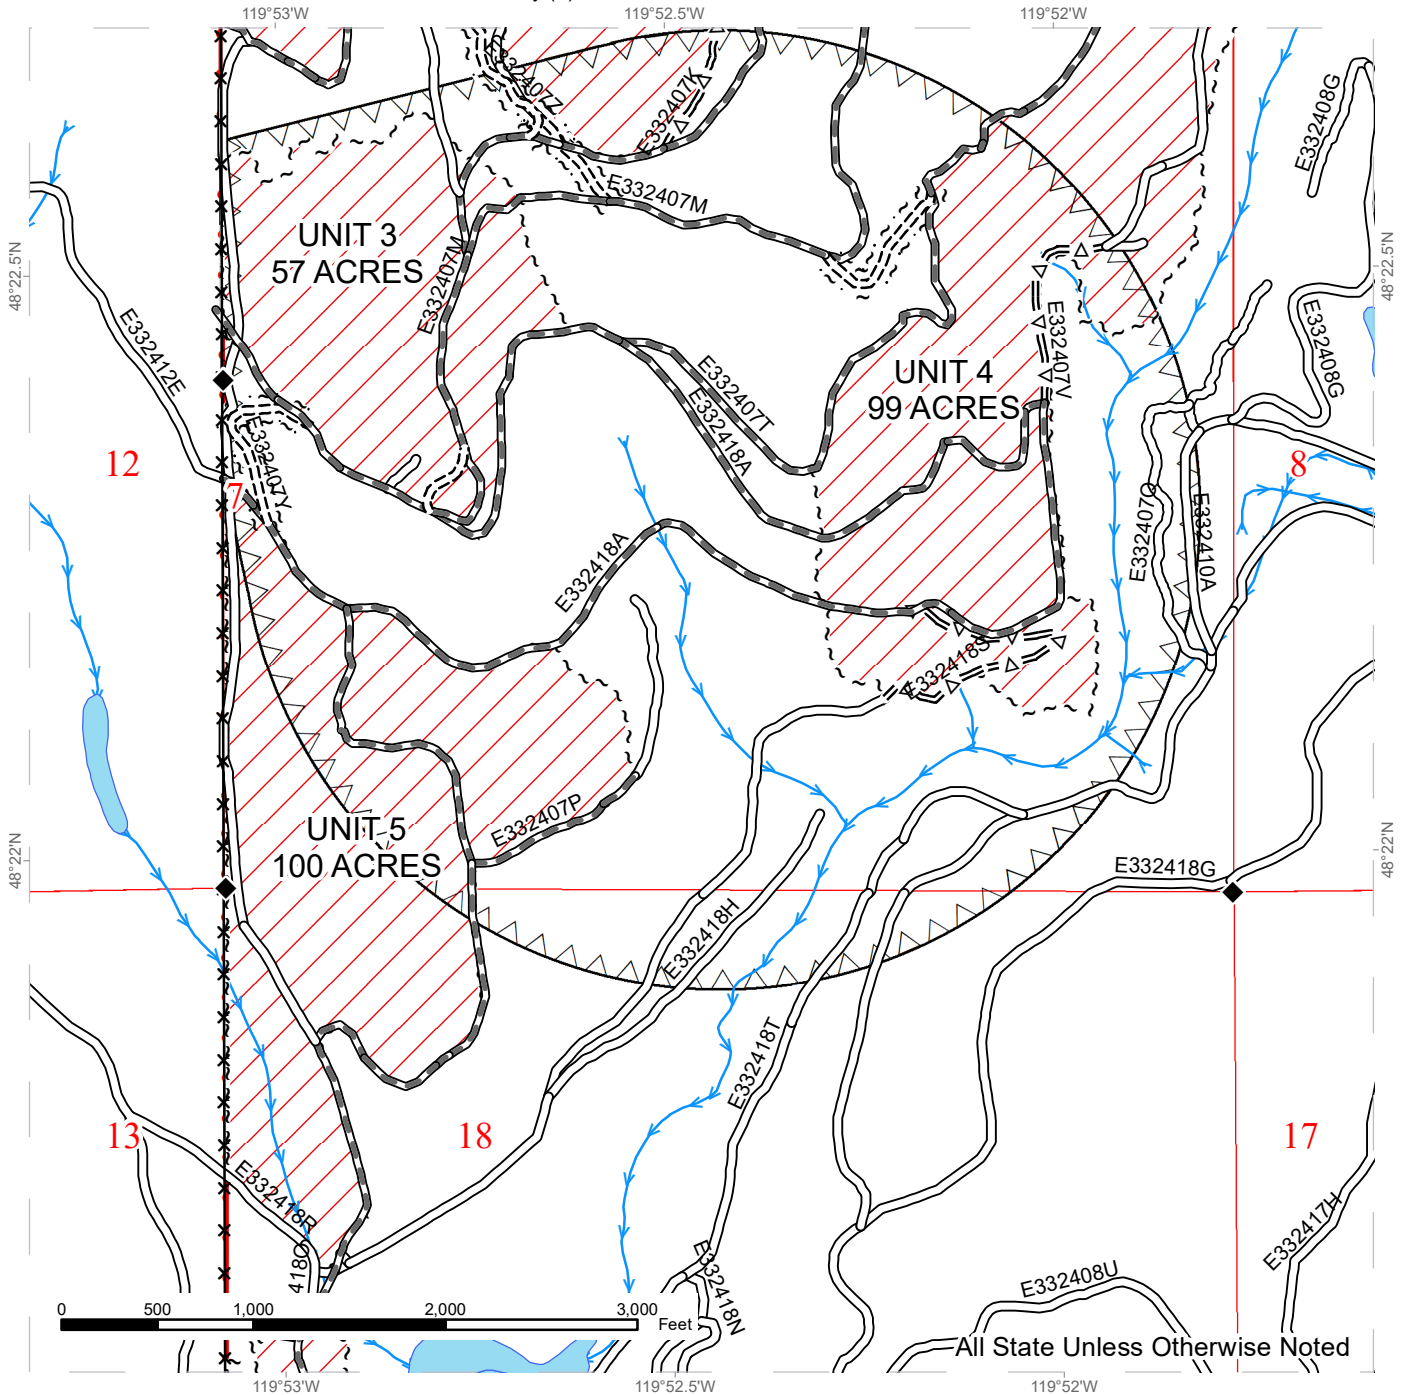 119°53'W
119°52.5'W
119°52'W
E332407Z
E332407K
E332408G
E332407M
UNIT 3
57 ACRES
E332407M
48°22.5'N
48°22.5'N
E332412E
E332407V
E332408G
E332407T
UNIT 4
99 ACRES
E332418A
E332407Y
12
7
8
E332407O
E332410A
E332418A
E332418S
E332407P
UNIT 5
100 ACRES
48°22'N
48°22'N
E332418G
E332418H
E332418T
13
18
17
E332418R
418O
E332418N
E332408U
E332417H
0 500 1,000 2,000 3,000
Feet
All State Unless Otherwise Noted
119°53'W
119°52.5'W
119°52'W